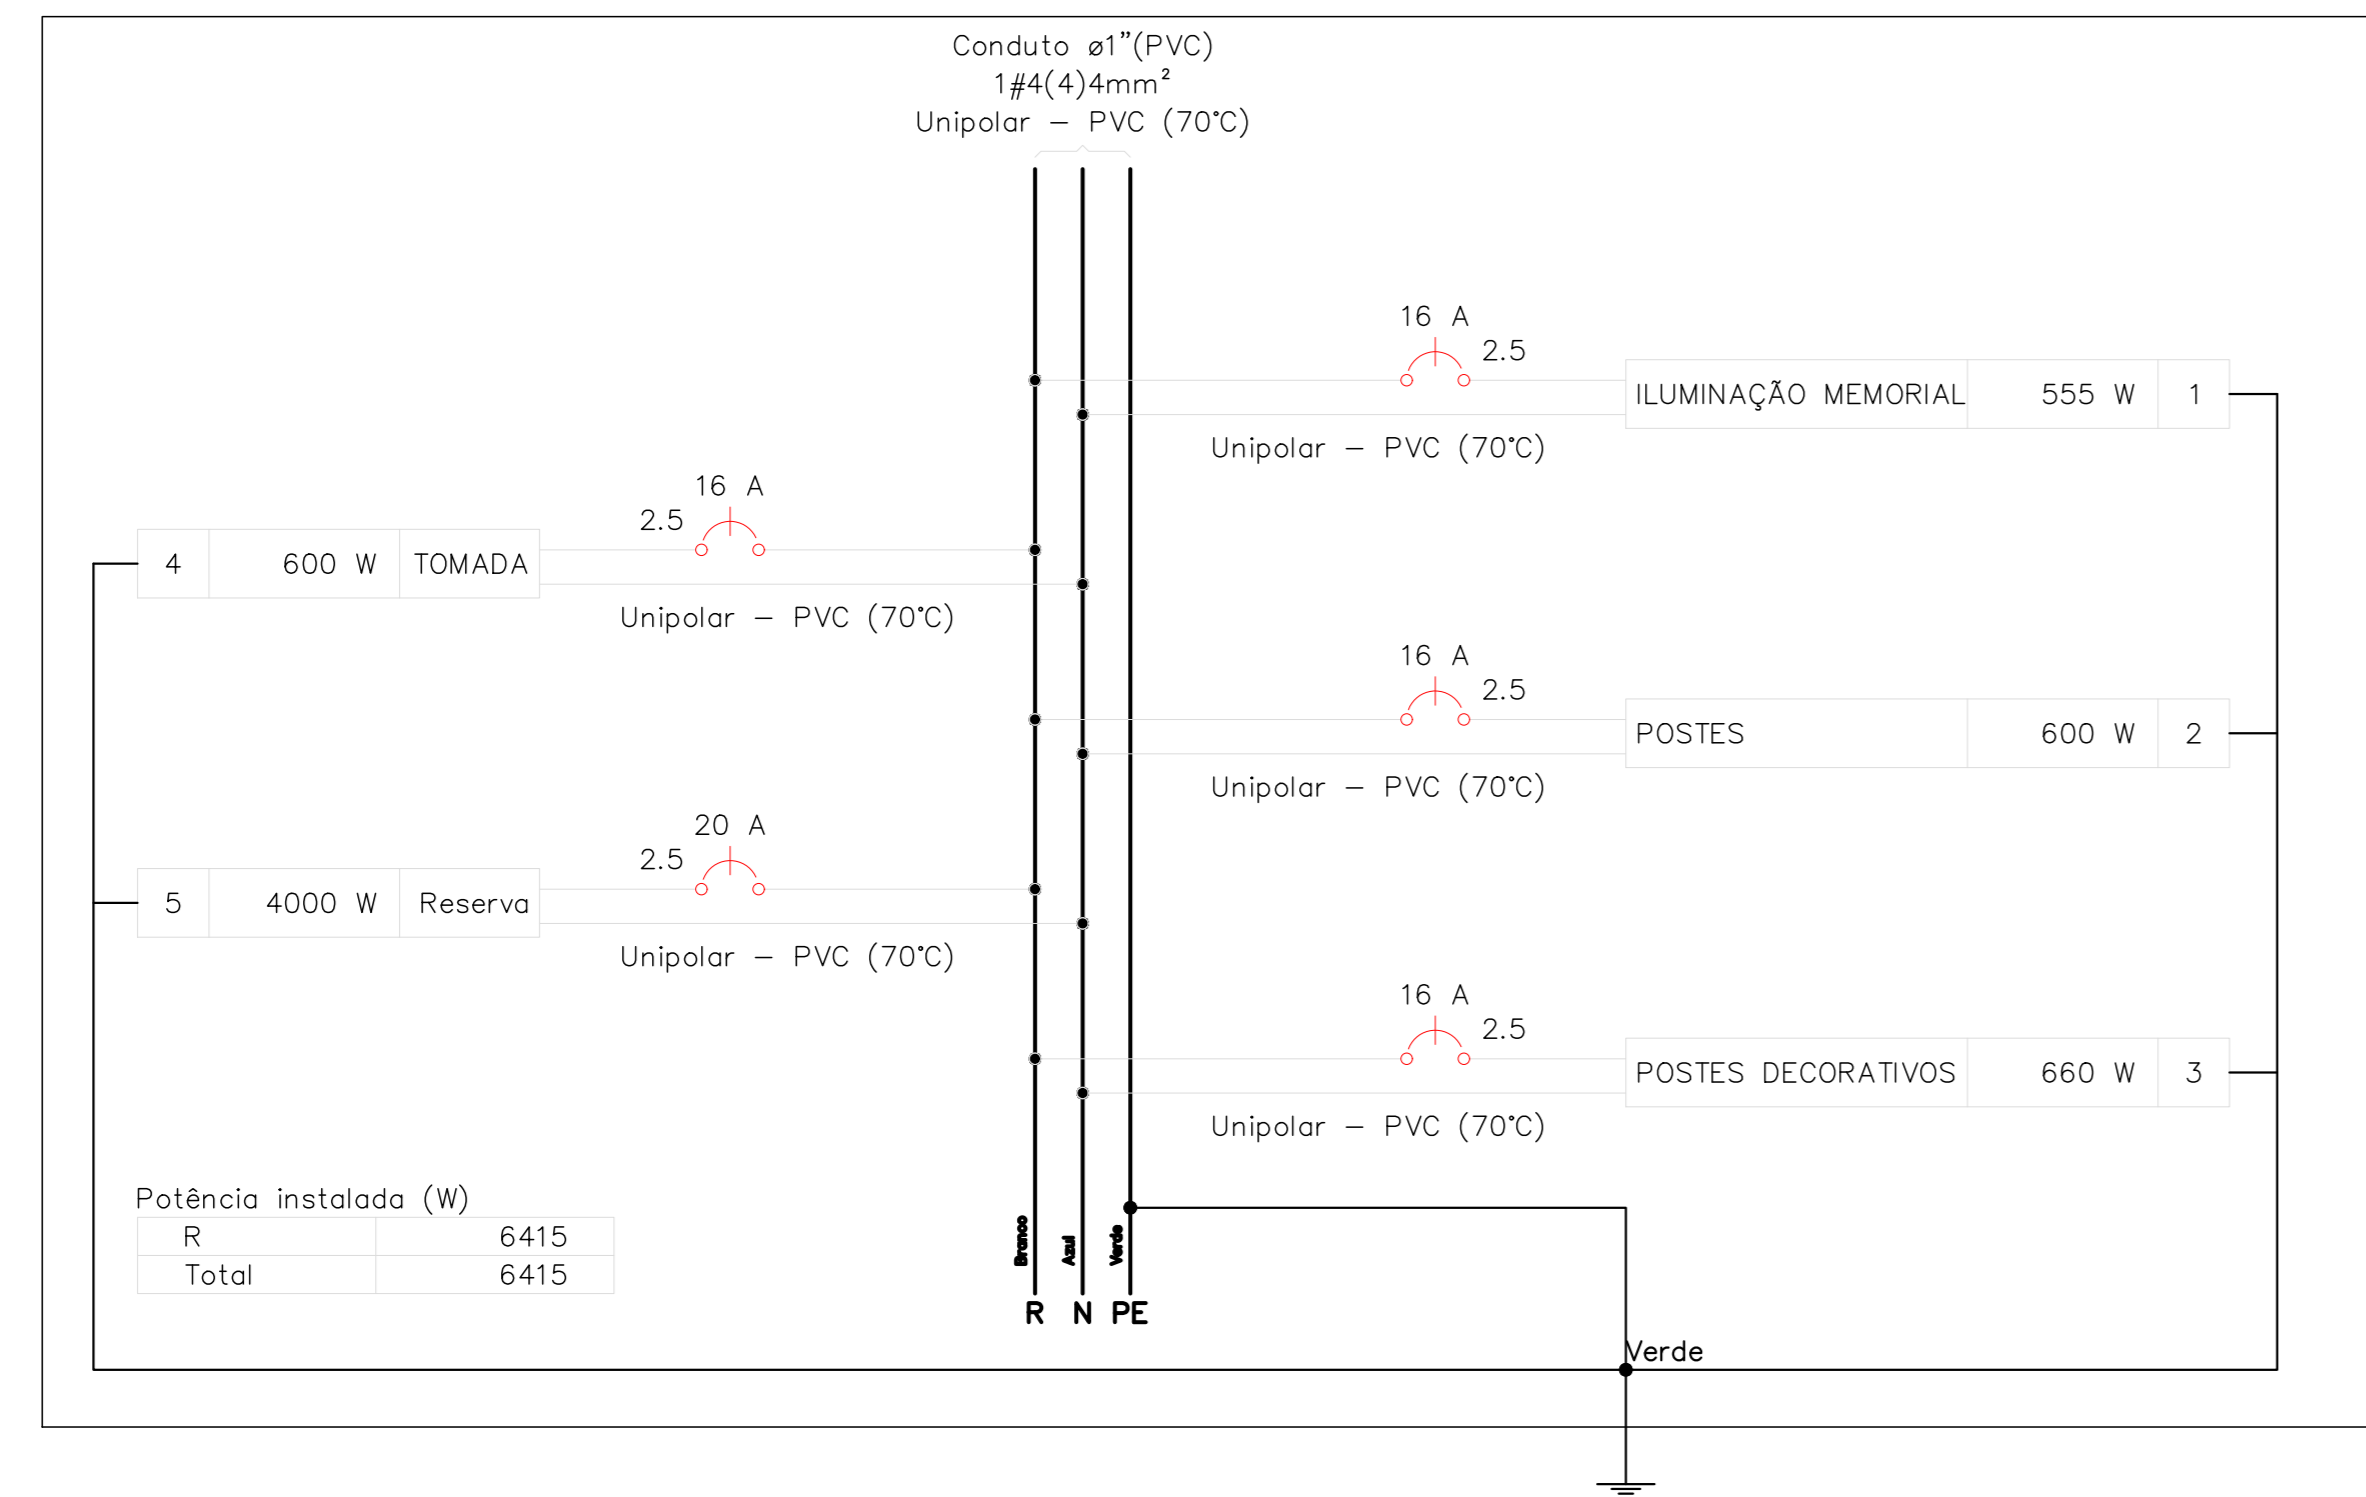 Conduto ø1”(PVC)
1#4(4)4mm²
Unipolar – PVC (70°C)
16 A
2.5
ILUMINAÇÃO MEMORIAL 555 W 1
Unipolar – PVC (70°C)
16 A
2.5
4 600 W TOMADA
Unipolar – PVC (70°C)
16 A
2.5
POSTES 600 W 2
Unipolar – PVC (70°C)
20 A
2.5
5 4000 W Reserva
Unipolar – PVC (70°C)
16 A
2.5
POSTES DECORATIVOS 660 W 3
Unipolar – PVC (70°C)
Potência instalada (W)
R 6415
Total 6415
Branco
Azul
Verde
R N PE
Verde